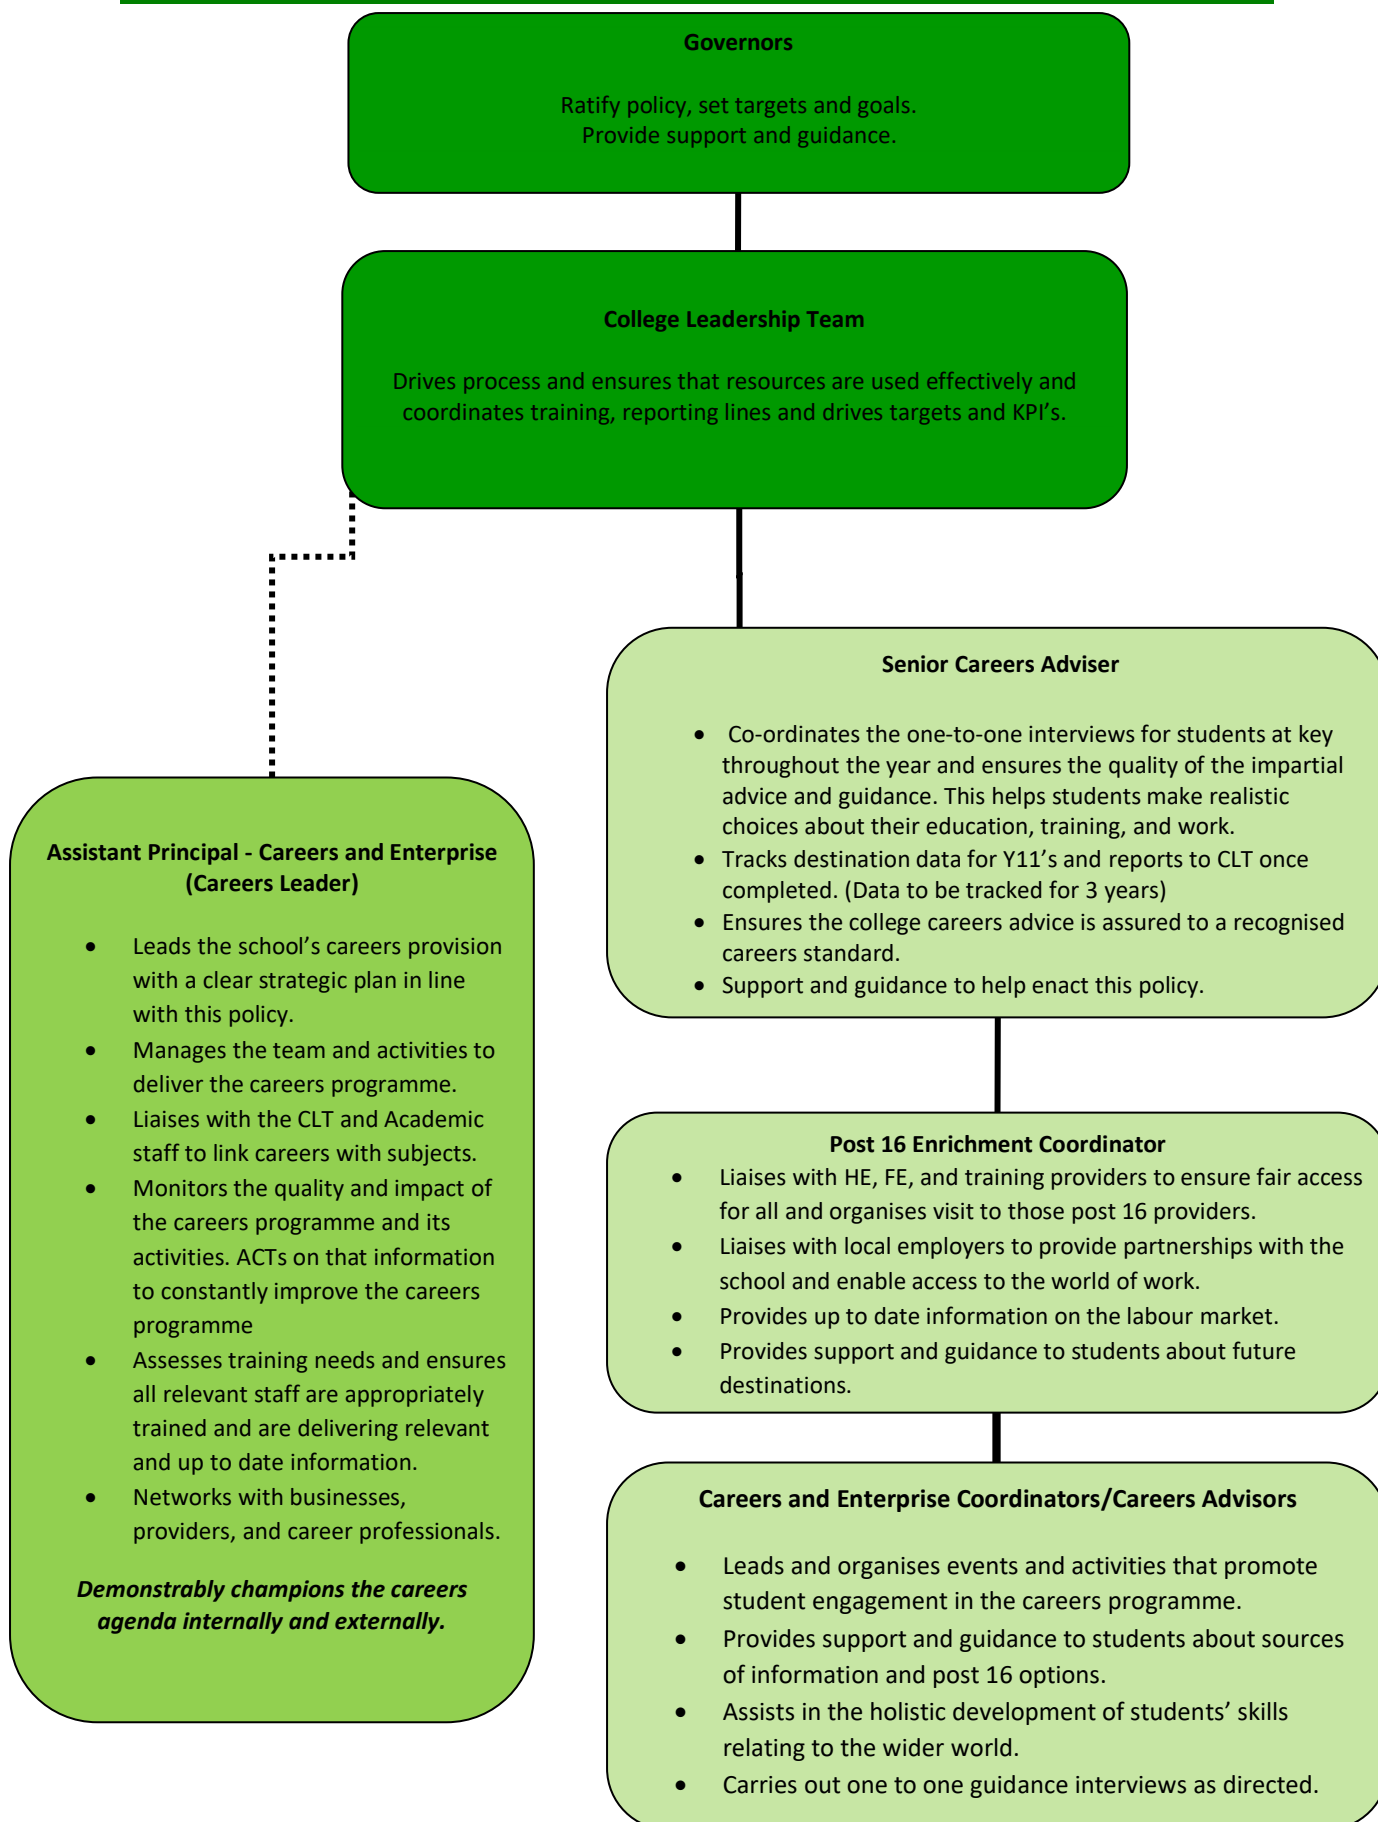 Governors
Ratify policy, set targets and goals.
Provide support and guidance.
College Leadership Team
Drives process and ensures that resources are used effectively and
coordinates training, reporting lines and drives targets and KPI’s.
Senior Careers Adviser
• Co-ordinates the one-to-one interviews for students at key
throughout the year and ensures the quality of the impartial
advice and guidance. This helps students make realistic
choices about their education, training, and work.
• Tracks destination data for Y11’s and reports to CLT once
completed. (Data to be tracked for 3 years)
• Ensures the college careers advice is assured to a recognised
careers standard.
• Support and guidance to help enact this policy.
Assistant Principal - Careers and Enterprise
(Careers Leader)
• Leads the school’s careers provision
with a clear strategic plan in line
with this policy.
• Manages the team and activities to
deliver the careers programme.
• Liaises with the CLT and Academic
staff to link careers with subjects.
• Monitors the quality and impact of
the careers programme and its
activities. ACTs on that information
to constantly improve the careers
programme
• Assesses training needs and ensures
all relevant staff are appropriately
trained and are delivering relevant
and up to date information.
• Networks with businesses,
providers, and career professionals.
Demonstrably champions the careers
agenda internally and externally.
Post 16 Enrichment Coordinator
• Liaises with HE, FE, and training providers to ensure fair access
for all and organises visit to those post 16 providers.
• Liaises with local employers to provide partnerships with the
school and enable access to the world of work.
• Provides up to date information on the labour market.
• Provides support and guidance to students about future
destinations.
Careers and Enterprise Coordinators/Careers Advisors
• Leads and organises events and activities that promote
student engagement in the careers programme.
• Provides support and guidance to students about sources
of information and post 16 options.
• Assists in the holistic development of students’ skills
relating to the wider world.
• Carries out one to one guidance interviews as directed.